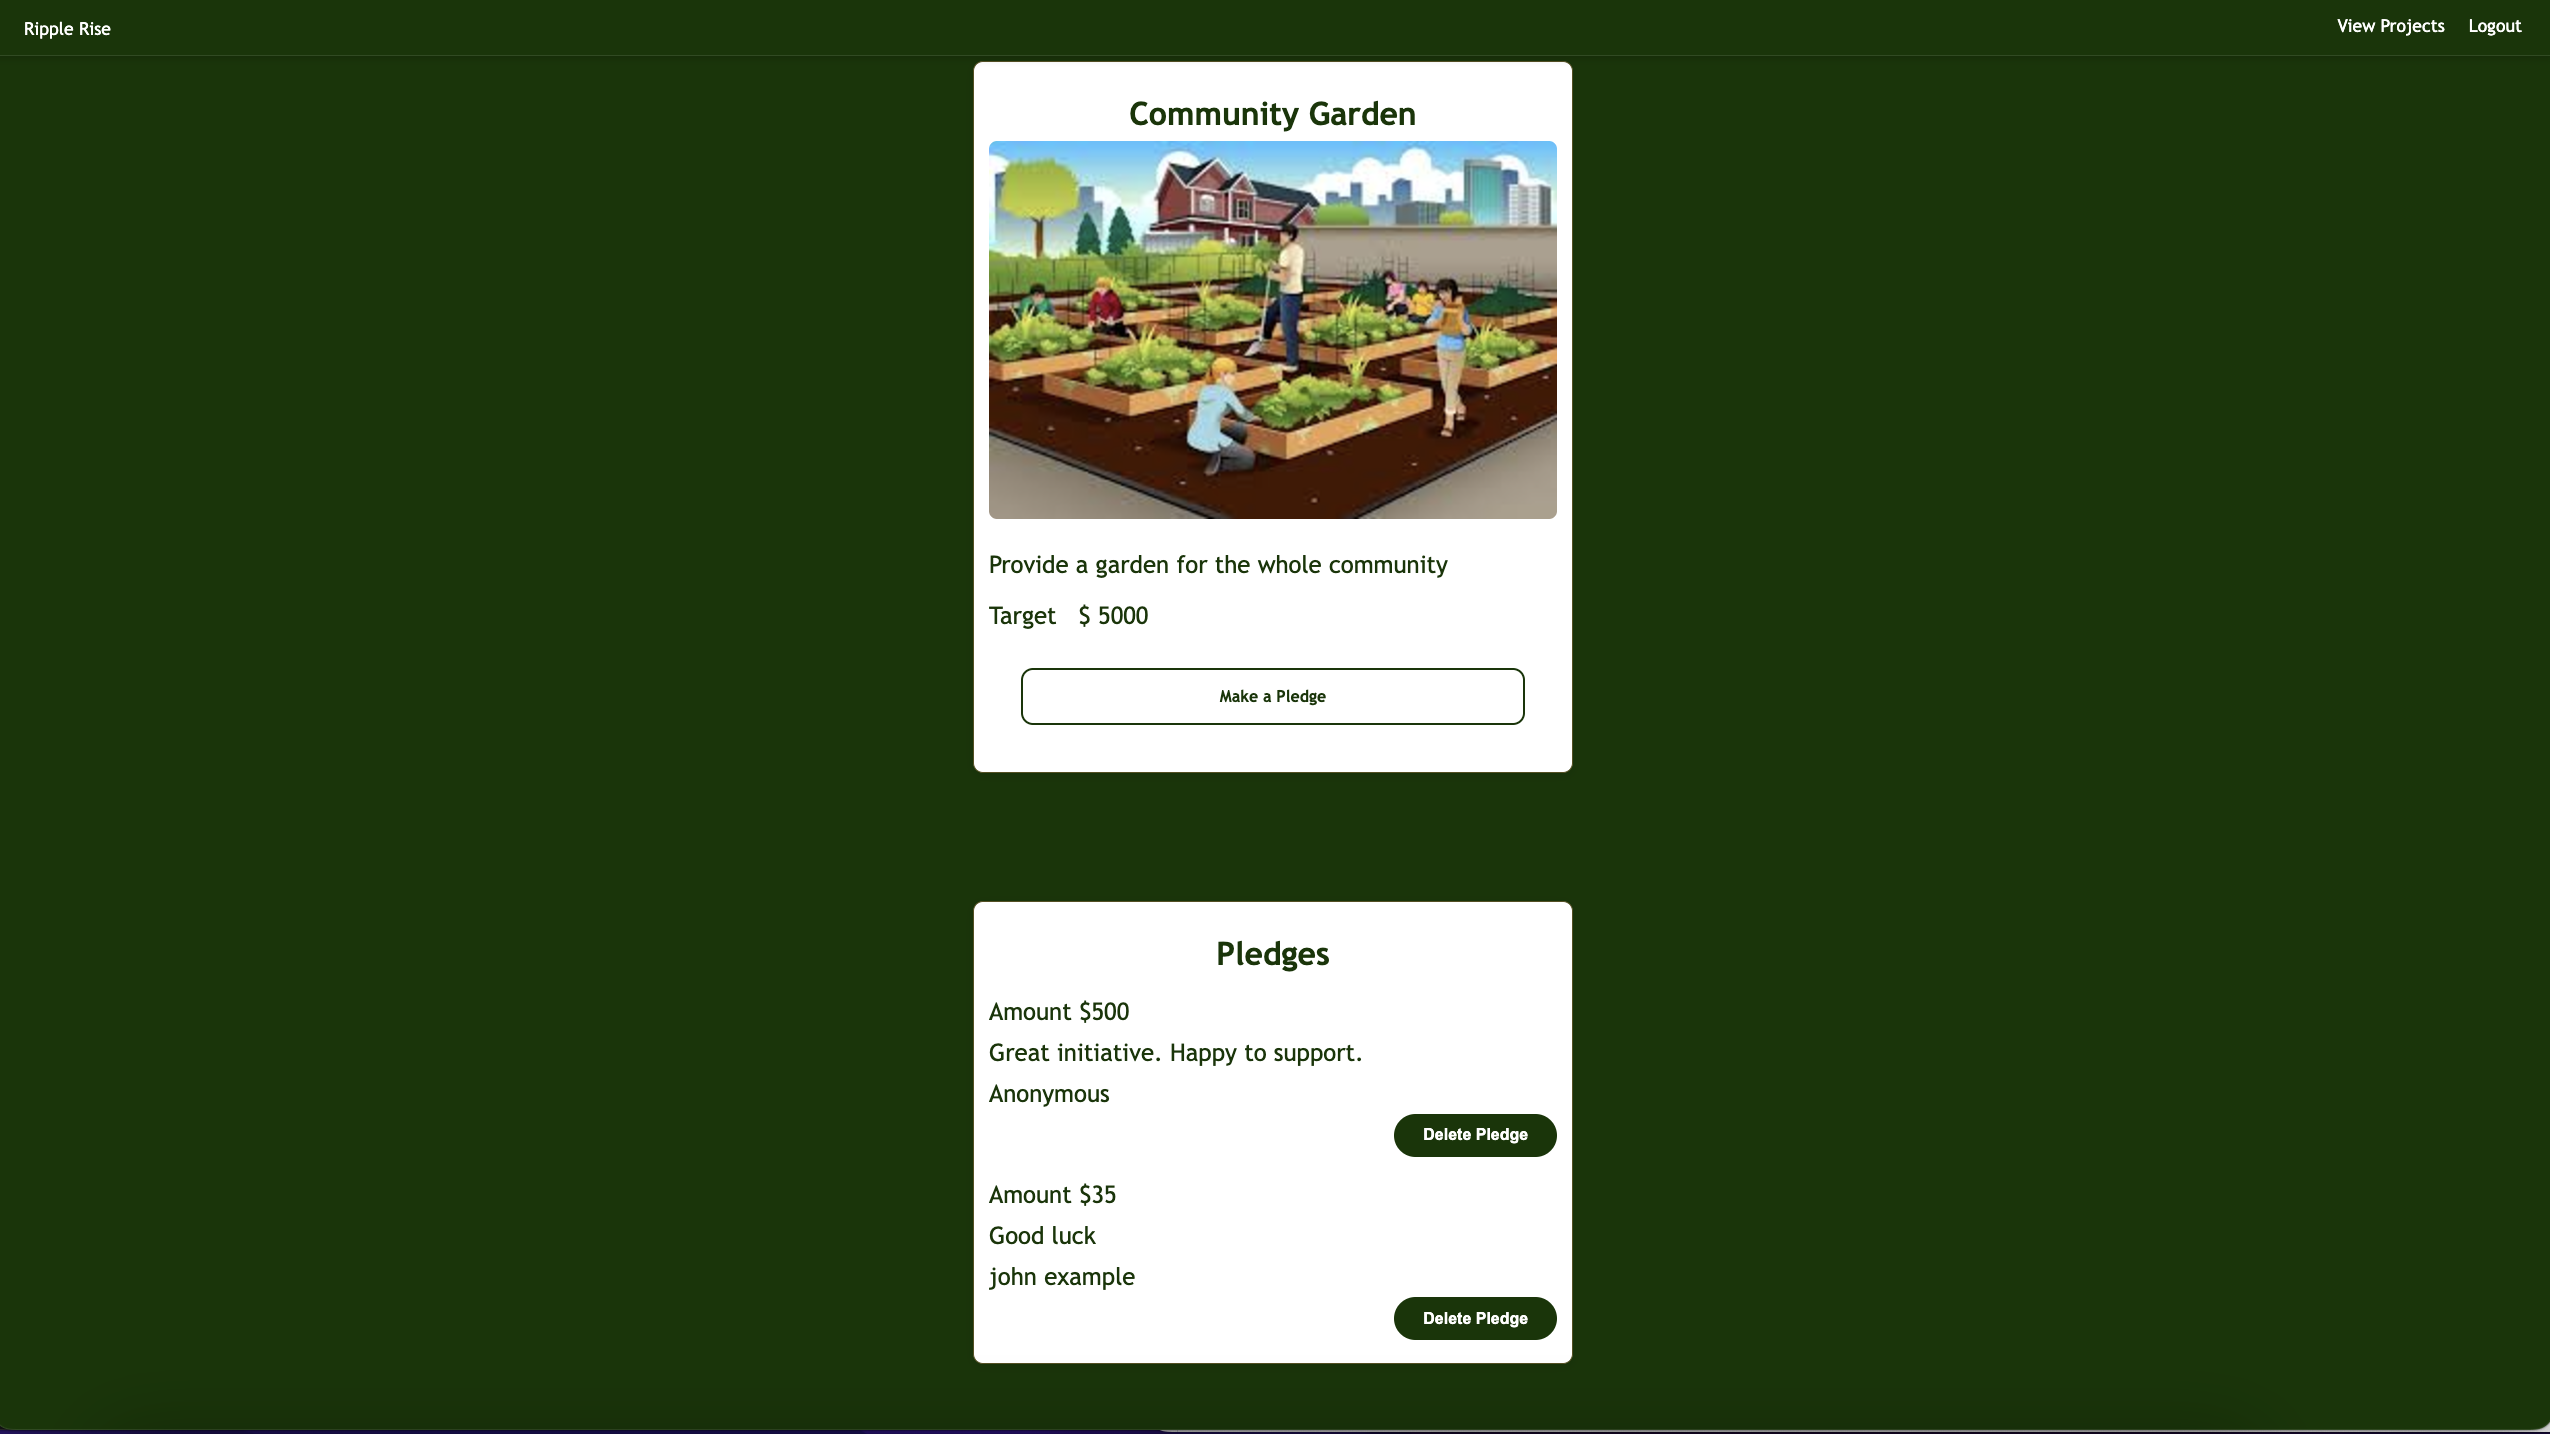 Ripple Rise
View Projects Logout
Community Garden
Provide a garden for the whole community
Target $ 5000
Make a Pledge
Pledges
Amount $500
Great initiative. Happy to support.
Anonymous
Delete Pledge
Amount $35
Good luck
john example
Delete Pledge